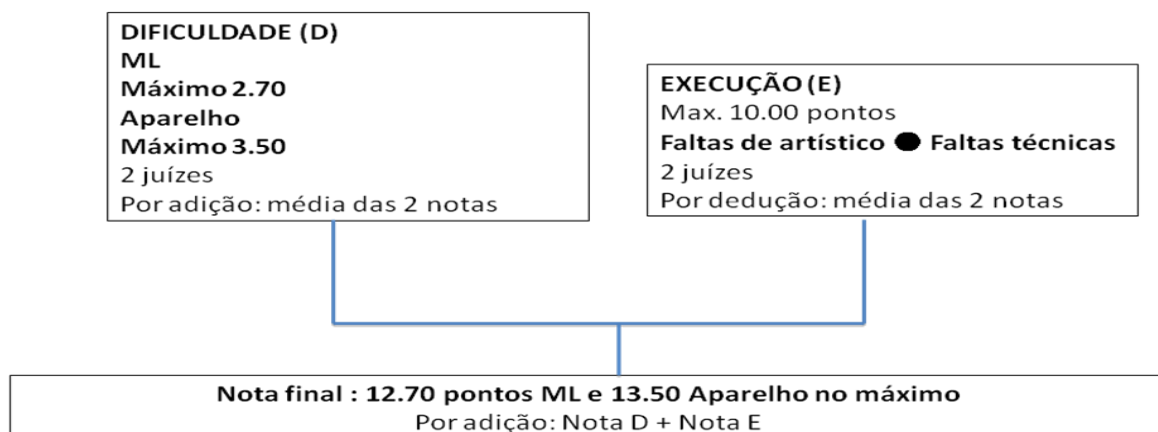 DIFICULDADE (D)
ML
Máximo 2.70
Aparelho
Máximo 3.50
2 juízes
Por adição: média das 2 notas
EXECUÇÃO (E)
Max. 10.00 pontos
Faltas de artístico ● Faltas técnicas
2 juízes
Por dedução: média das 2 notas
Nota final : 12.70 pontos ML e 13.50 Aparelho no máximo
Por adição: Nota D + Nota E